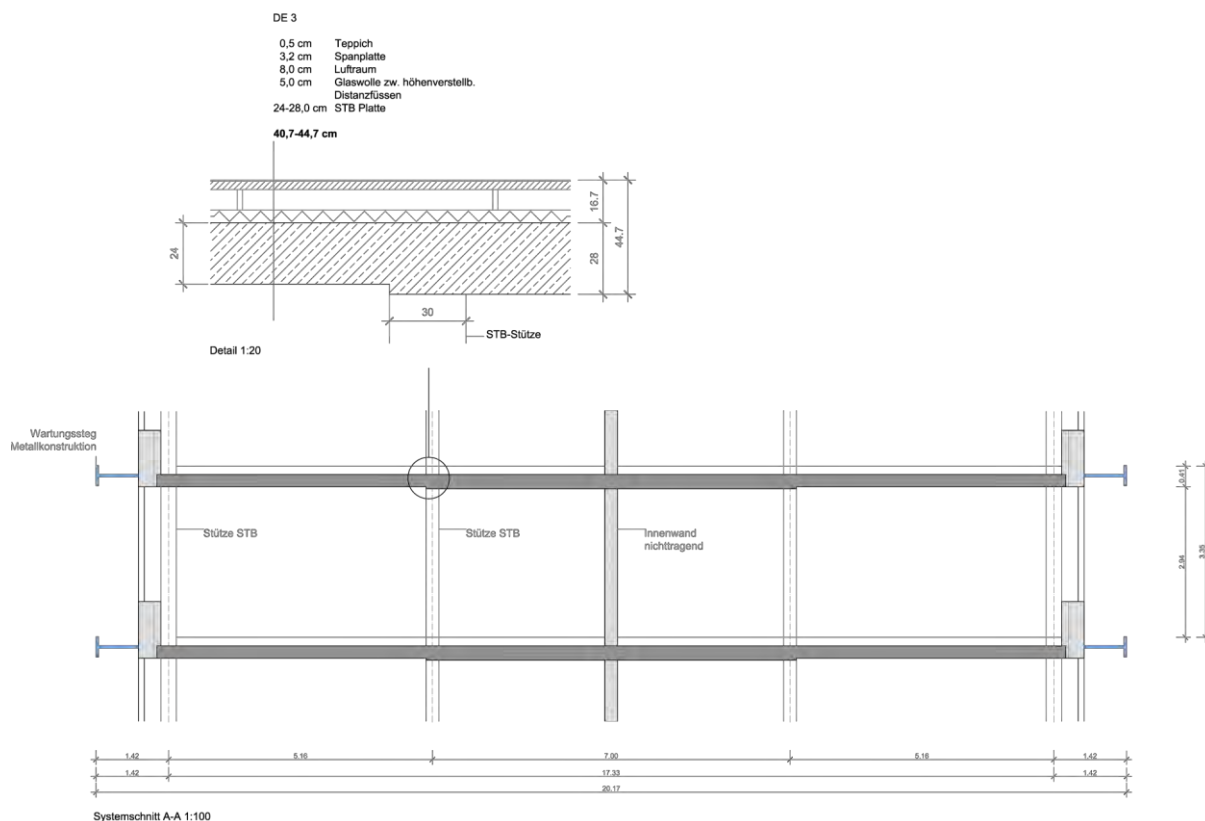 DE 3
0,5 cm Teppich
3,2 cm Spanplatte
8,0 cm Luftraum
5,0 cm Glaswolle zw. höhenverstellb.
Distanzfüssen
24-28,0 cm STB Platte
40,7-44,7 cm
24
16.7
28
44.7
30
STB-Stütze
Detail 1:20
Wartungssteg
Metallkonstruktion
Stütze STB
Stütze STB
Innenwand
nichttragend
0.41
2.94
3.35
1.42 5.16 7.00 5.16 1.42
1.42 17.33 1.42
20.17
Systemschnitt A-A 1:100